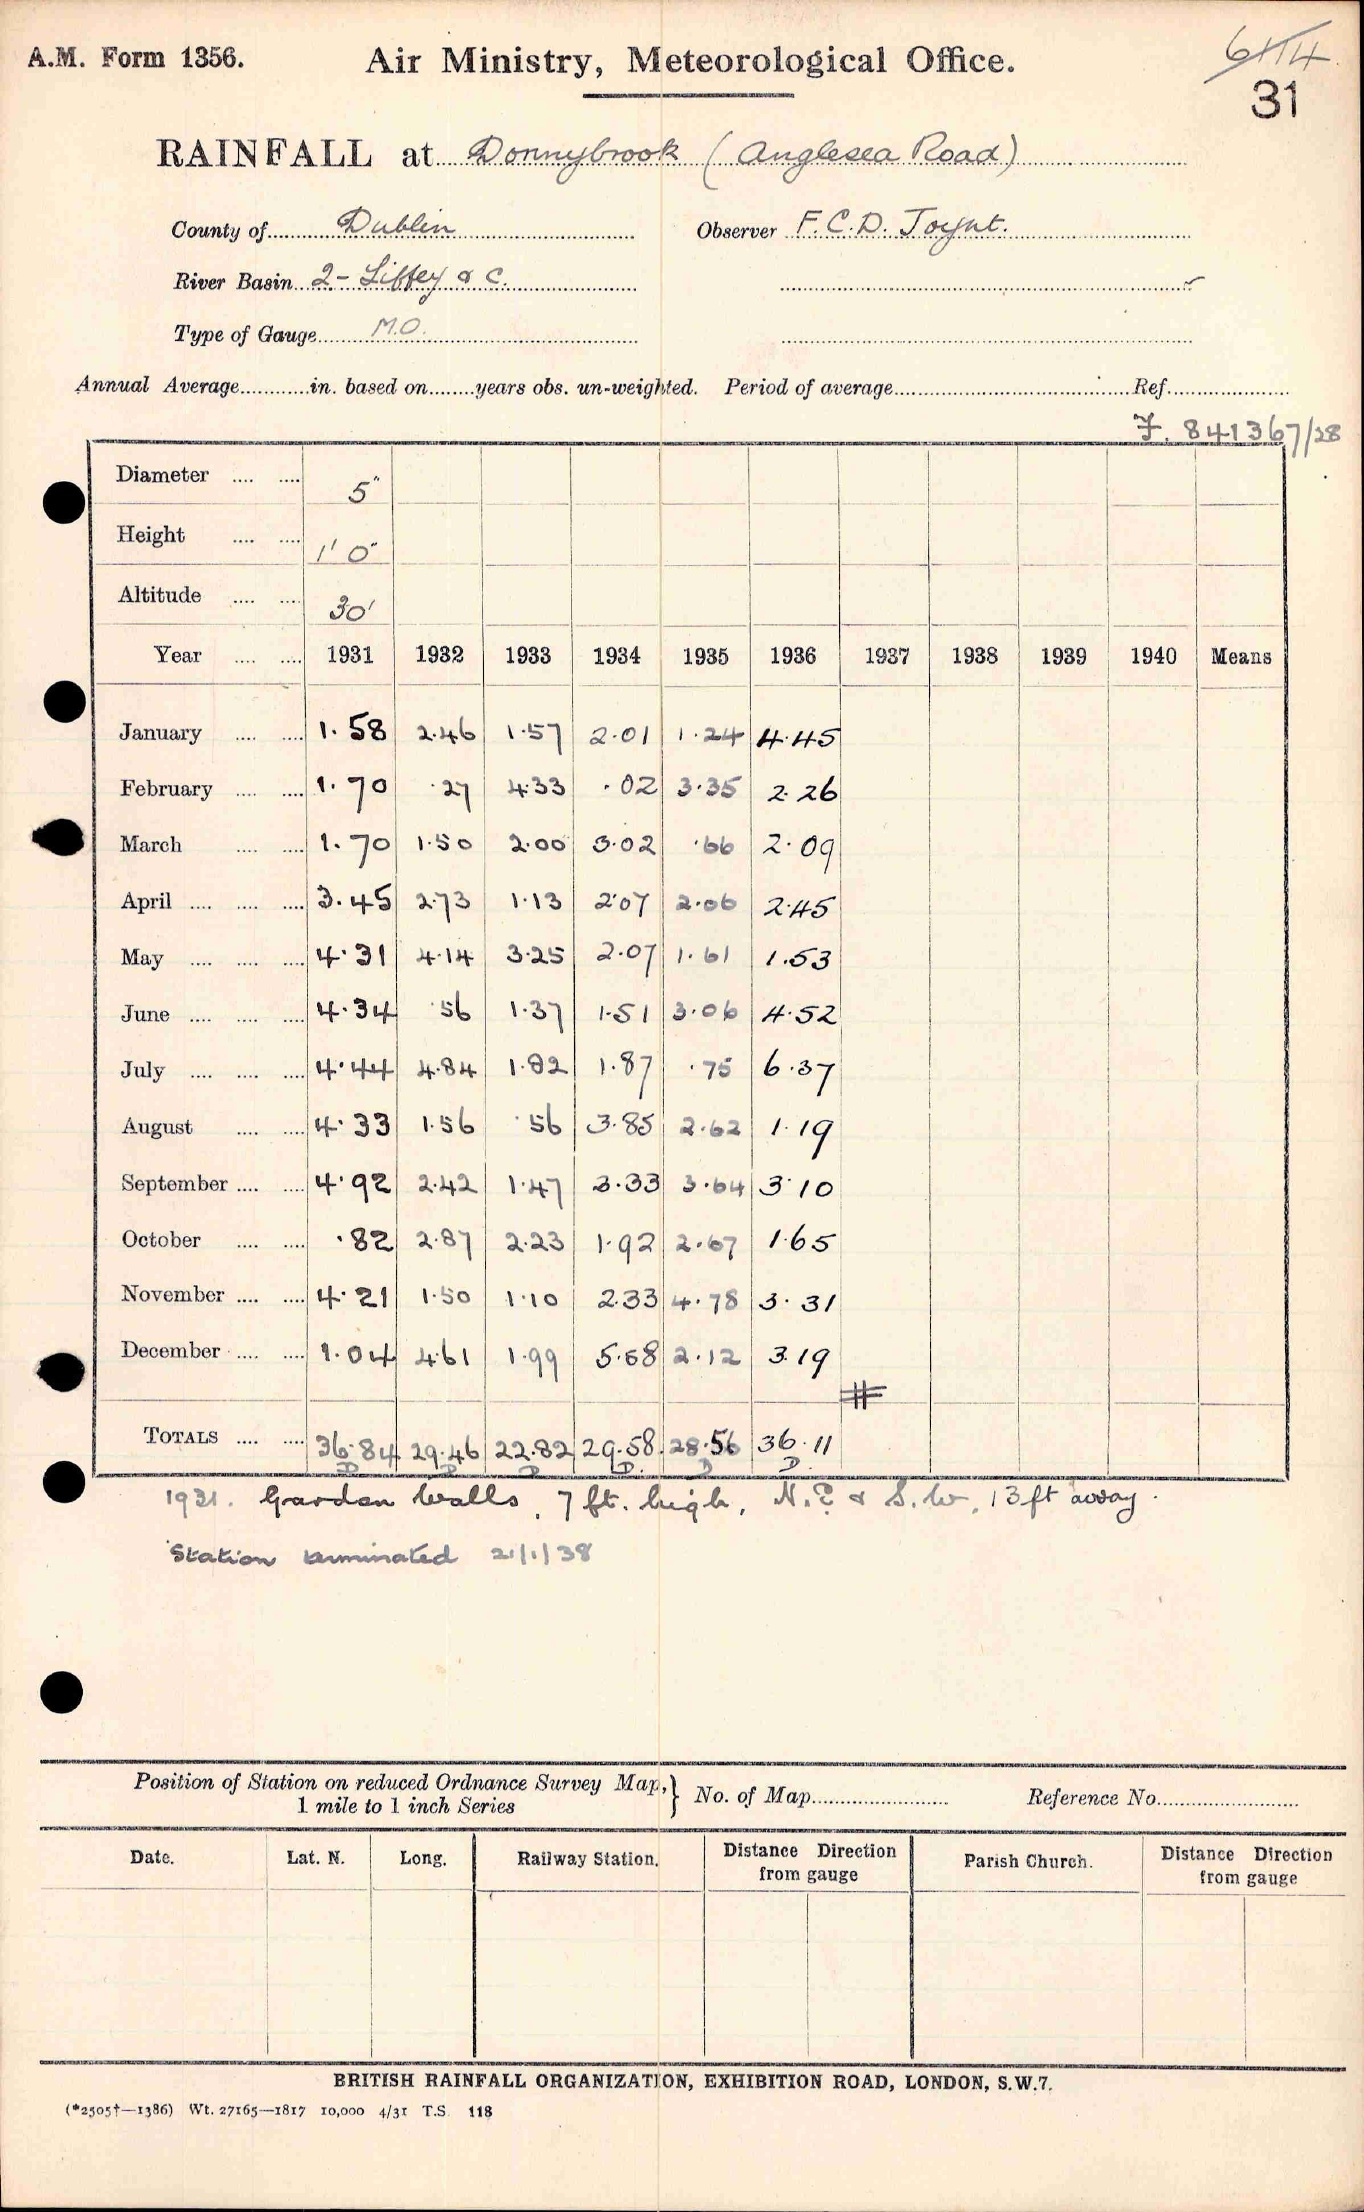 A.M. Form 1356. Air Ministry, Meteorological Office. 6114
31
RAINFALL at Donnybrook (Anglesea Road)
County of Dublin Observer F.C.D. Joynt.
River Basin 2 - Liffey & C.
Type of Gauge M.O.
Annual Average............in. based on........years obs. un-weighted. Period of average............Ref............
F. 841367/28
Diameter .... .... 5"
Height .... .... 1' 0"
Altitude .... .... 30'
Year .... .... 1931 1932 1933 1934 1935 1936 1937 1938 1939 1940 Means
January .... .... 1.58 2.46 1.57 2.01 1.24 4.45
February .... .... 1.70 .27 4.33 .02 3.35 2.26
March .... .... 1.70 1.50 2.00 3.02 .66 2.09
April .... .... .... 3.45 2.73 1.13 2.07 2.06 2.45
May .... .... .... 4.31 4.14 3.25 2.07 1.61 1.53
June .... .... .... 4.34 .56 1.37 1.51 3.06 4.52
July .... .... .... 4.44 4.84 1.82 1.87 .75 6.37
August .... .... 4.33 1.56 .56 3.85 2.62 1.19
September .... .... 4.92 2.42 1.47 3.33 3.64 3.10
October .... .... .82 2.87 2.23 1.92 2.67 1.65
November .... .... 4.21 1.50 1.10 2.33 4.78 3.31
December .... .... 1.04 4.61 1.99 5.58 2.12 3.19
TOTALS .... .... 36.84 29.46 22.82 29.58 28.56 36.11
D D D D D D
1931. Garden Walls, 7 ft. high, N.E & S.W, 13 ft away.
Station terminated 21/1/38
Position of Station on reduced Ordnance Survey Map,} No. of Map............ Reference No............
1 mile to 1 inch Series
Date. Lat. N. Long. Railway Station. Distance Direction from gauge Parish Church. Distance Direction from gauge
BRITISH RAINFALL ORGANIZATION, EXHIBITION ROAD, LONDON, S.W.7.
(*2505†—1386) Wt. 27165—1817 10,000 4/31 T.S. 118